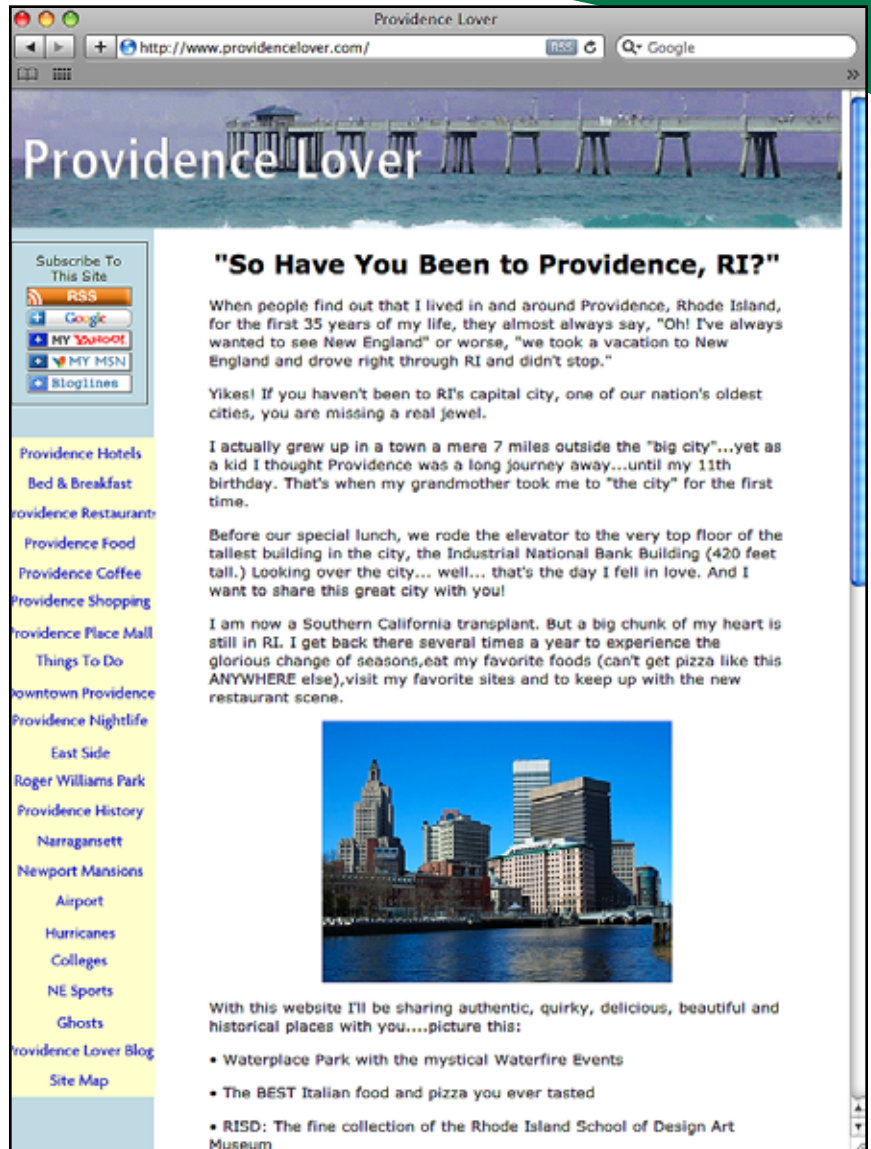 Providence Lover
http://www.providencelover.com/
RSS
Google
Providence Lover
Subscribe To
This Site
RSS
Google
MY YAHOO!
MY MSN
Bloglines
Providence Hotels
Bed & Breakfast
rovidence Restaurants
Providence Food
Providence Coffee
Providence Shopping
Providence Place Mall
Things To Do
Downtown Providence
Providence Nightlife
East Side
Roger Williams Park
Providence History
Narragansett
Newport Mansions
Airport
Hurricanes
Colleges
NE Sports
Ghosts
rovidence Lover Blog
Site Map
"So Have You Been to Providence, RI?"
When people find out that I lived in and around Providence, Rhode Island,
for the first 35 years of my life, they almost always say, "Oh! I've always
wanted to see New England" or worse, "we took a vacation to New
England and drove right through RI and didn't stop."
Yikes! If you haven't been to RI's capital city, one of our nation's oldest
cities, you are missing a real jewel.
I actually grew up in a town a mere 7 miles outside the "big city"...yet as
a kid I thought Providence was a long journey away...until my 11th
birthday. That's when my grandmother took me to "the city" for the first
time.
Before our special lunch, we rode the elevator to the very top floor of the
tallest building in the city, the Industrial National Bank Building (420 feet
tall.) Looking over the city... well... that's the day I fell in love. And I
want to share this great city with you!
I am now a Southern California transplant. But a big chunk of my heart is
still in RI. I get back there several times a year to experience the
glorious change of seasons,eat my favorite foods (can't get pizza like this
ANYWHERE else),visit my favorite sites and to keep up with the new
restaurant scene.
With this website I'll be sharing authentic, quirky, delicious, beautiful and
historical places with you....picture this:
• Waterplace Park with the mystical Waterfire Events
• The BEST Italian food and pizza you ever tasted
• RISD: The fine collection of the Rhode Island School of Design Art
Museum